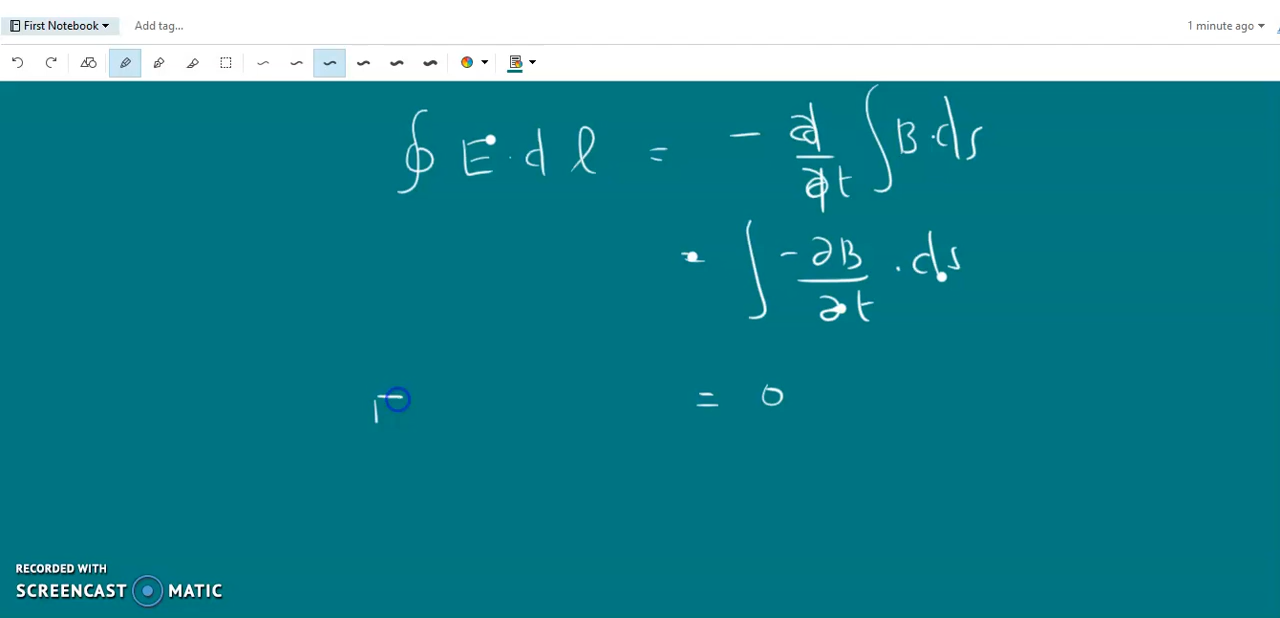 First Notebook Add tag... 1 minute ago
∮ E · dl = - ∂/∂t ∫ B · ds
= ∫ -∂B/∂t · ds
= 0
RECORDED WITH
SCREENCAST MATIC